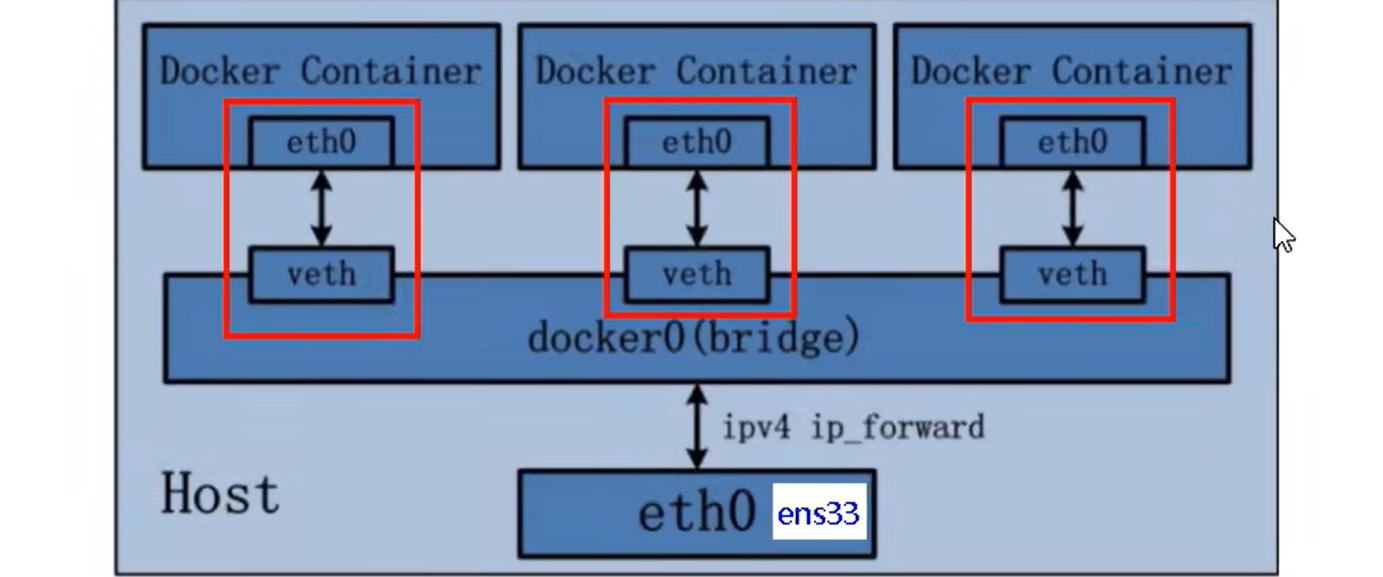 Docker Container Docker Container Docker Container
eth0 eth0 eth0
veth veth veth
docker0(bridge)
ipv4 ip_forward
Host
eth0 ens33